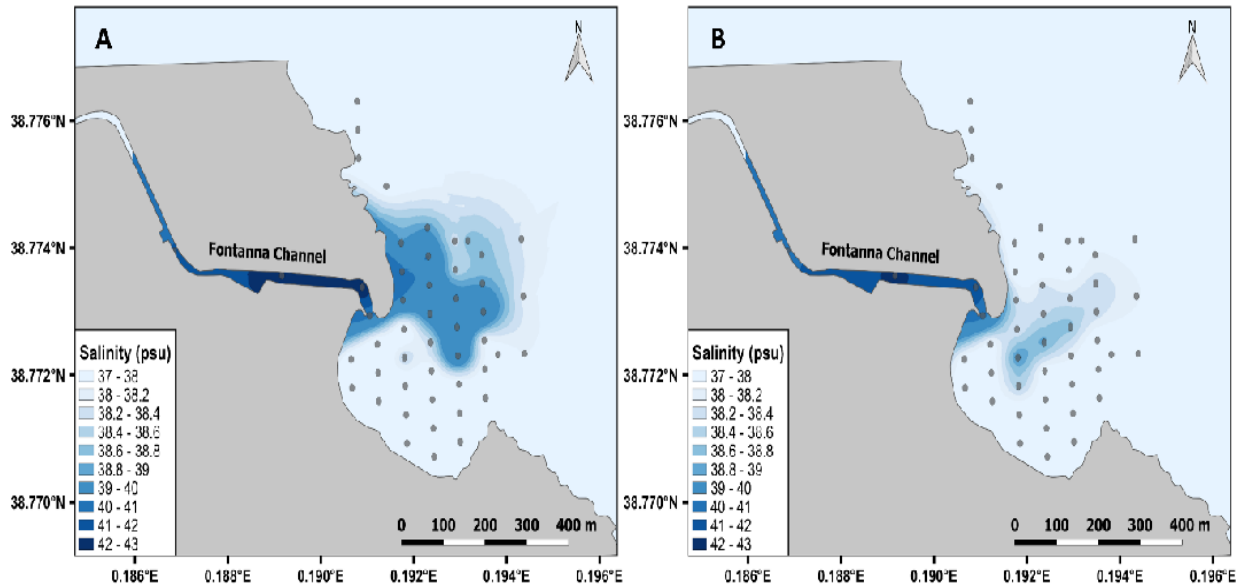 A
N
38.776°N
38.774°N
Fontanna Channel
Salinity (psu)
37 - 38
38 - 38.2
38.2 - 38.4
38.4 - 38.6
38.6 - 38.8
38.8 - 39
39 - 40
40 - 41
41 - 42
42 - 43
38.772°N
38.770°N
0 100 200 300 400 m
0.186°E 0.188°E 0.190°E 0.192°E 0.194°E 0.196°E
B
N
38.776°N
38.774°N
Fontanna Channel
Salinity (psu)
37 - 38
38 - 38.2
38.2 - 38.4
38.4 - 38.6
38.6 - 38.8
38.8 - 39
39 - 40
40 - 41
41 - 42
42 - 43
38.772°N
38.770°N
0 100 200 300 400 m
0.186°E 0.188°E 0.190°E 0.192°E 0.194°E 0.196°E